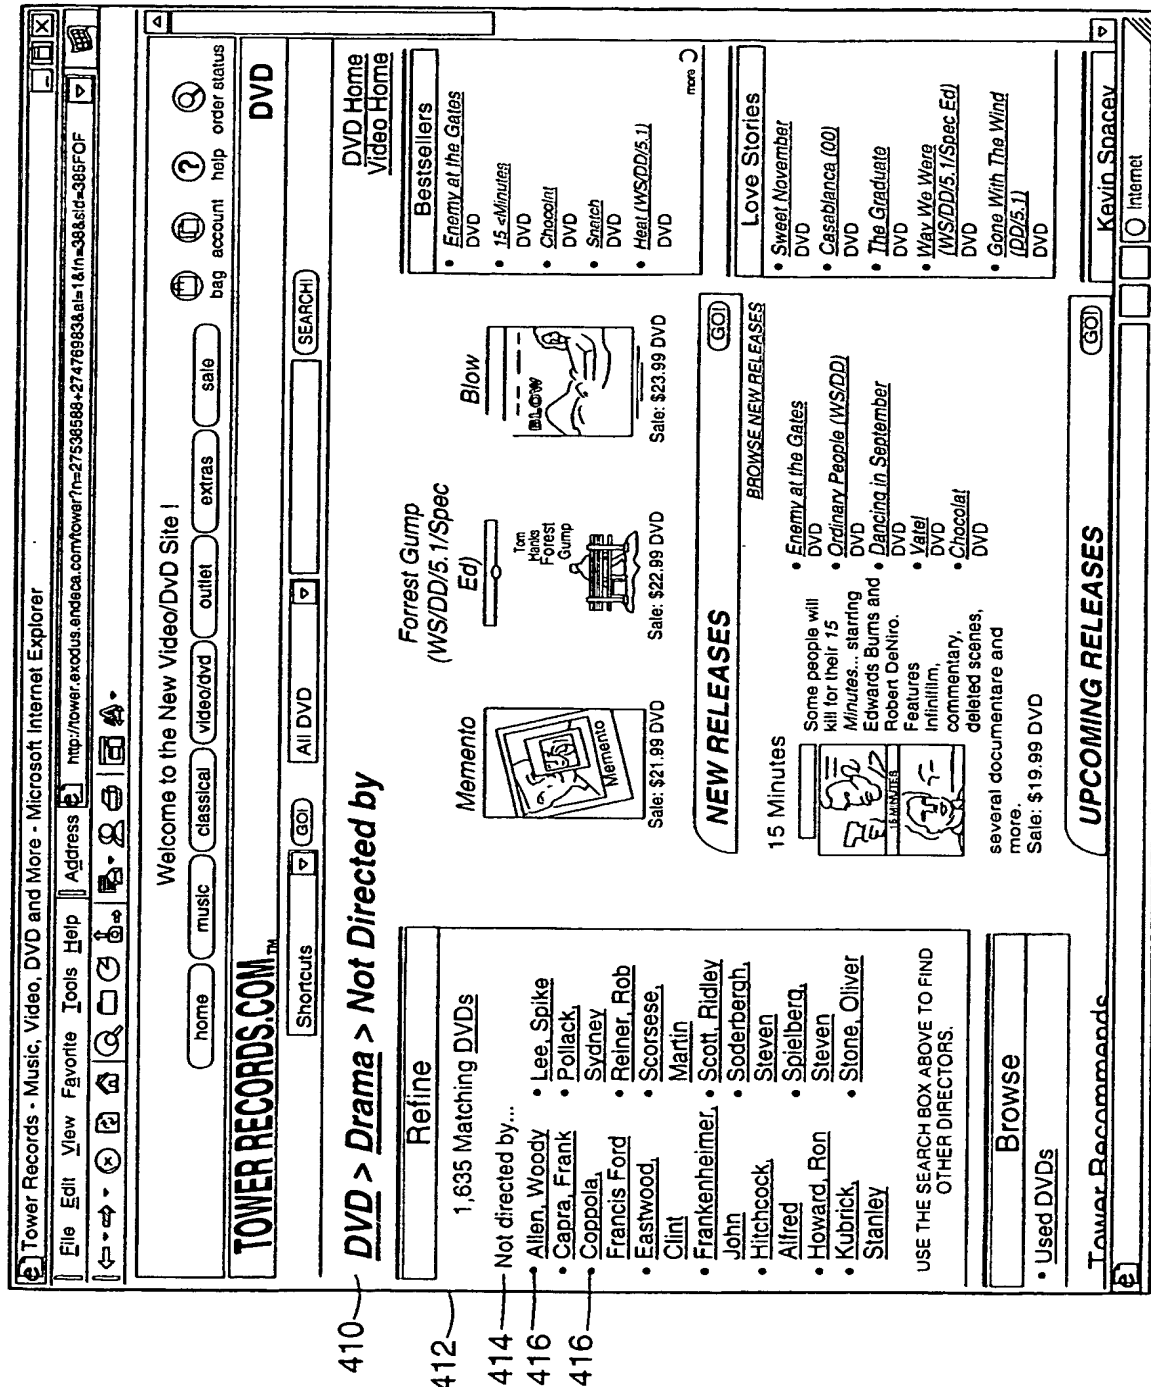 Tower Records - Music, Video, DVD and More - Microsoft Internet Explorer
File Edit View Favorite Tools Help
Address http://tower.exodus.endeca.com/tower?n=27538588+27476983&al=1&fn=38&sid=385FOF
Welcome to the New Video/DvD Site !
home music classical video/dvd outlet extras sale
bag account help order status
TOWER RECORDS.COM™
DVD
Shortcuts GO! All DVD SEARCH!
410
DVD > Drama > Not Directed by
DVD Home
Video Home
412
Refine
1,635 Matching DVDs
414
Not directed by...
416
• Allen, Woody
• Capra, Frank
416
• Coppola,
Francis Ford
• Eastwood,
Clint
• Frankenheimer,
John
• Hitchcock,
Alfred
• Howard, Ron
• Kubrick,
Stanley
• Lee, Spike
• Pollack,
Sydney
• Reiner, Rob
• Scorsese,
Martin
• Scott, Ridley
• Soderbergh,
Steven
• Spielberg,
Steven
• Stone, Oliver
USE THE SEARCH BOX ABOVE TO FIND
OTHER DIRECTORS.
Browse
• Used DVDs
Tower Recommends
Memento
Memento
Sale: $21.99 DVD
Forrest Gump
(WS/DD/5.1/Spec
Ed)
Tom
Hanks
Forest
Gump
Sale: $22.99 DVD
Blow
BLOW
Sale: $23.99 DVD
NEW RELEASES
GO!
BROWSE NEW RELEASES
15 Minutes
15 MINUTES
Some people will
kill for their 15
Minutes... starring
Edwards Burns and
Robert DeNiro.
Features
Infinifilm,
commentary,
deleted scenes,
several documentare and
more.
Sale: $19.99 DVD
• Enemy at the Gates
DVD
• Ordinary People (WS/DD)
DVD
• Dancing in September
DVD
• Vatel
DVD
• Chocolat
DVD
UPCOMING RELEASES
GO!
Bestsellers
• Enemy at the Gates
DVD
• 15 <Minutes
DVD
• Chocolnt
DVD
• Snatch
DVD
• Heat (WS/DD/5.1)
DVD
more
Love Stories
• Sweet November
DVD
• Casablanca (00)
DVD
• The Graduate
DVD
• Way We Were
(WS/DD/5.1/Spec Ed)
DVD
• Gone With The Wind
(DD/5.1)
DVD
Kevin Spacey
Internet